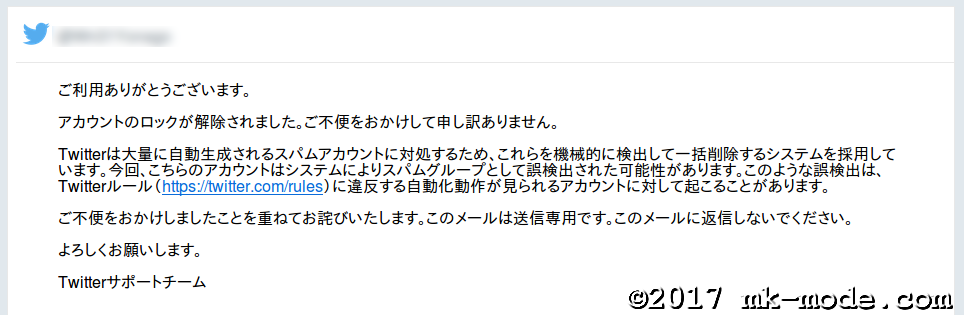 ご利用ありがとうございます。
アカウントのロックが解除されました。ご不便をおかけして申し訳ありません。
Twitterは大量に自動生成されるスパムアカウントに対処するため、これらを機械的に検出して一括削除するシステムを採用して
います。今回、こちらのアカウントはシステムによりスパムグループとして誤検出された可能性があります。このような誤検出は、
Twitterルール（https://twitter.com/rules）に違反する自動化動作が見られるアカウントに対して起こることがあります。
ご不便をおかけしましたことを重ねてお詫びいたします。このメールは送信専用です。このメールに返信しないでください。
よろしくお願いします。
Twitterサポートチーム
©2017 mk-mode.com